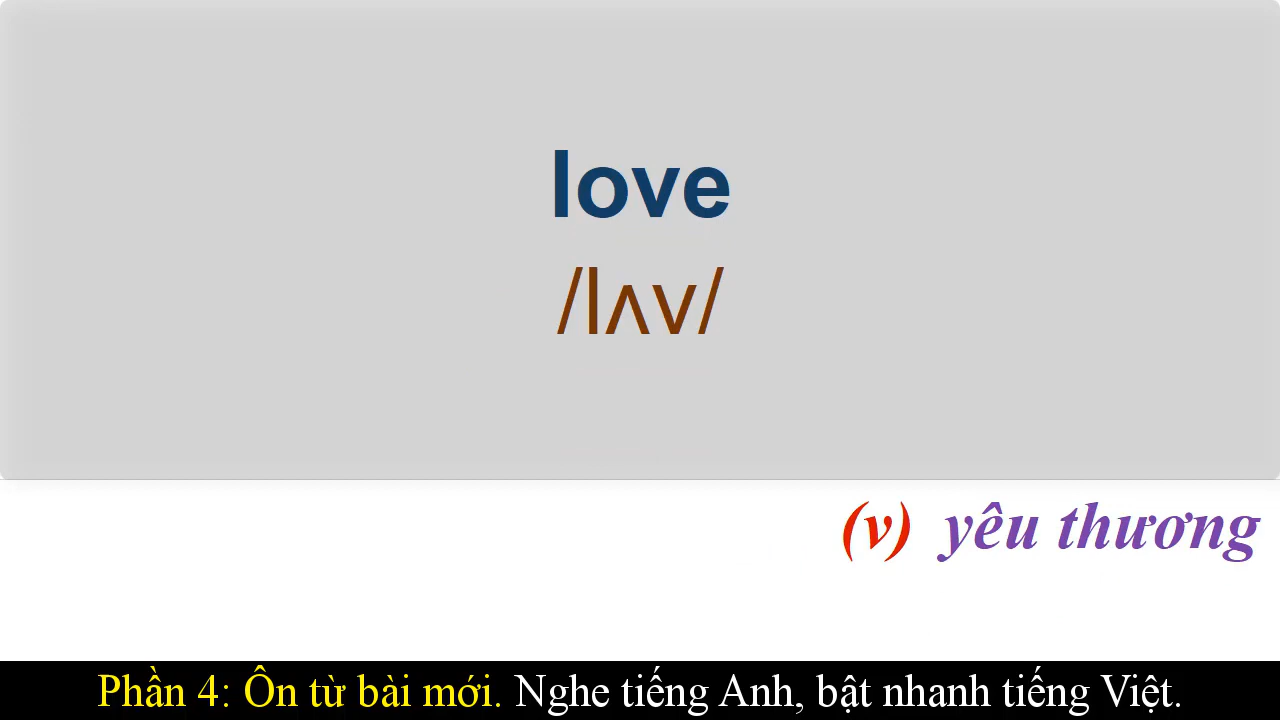 love
/lʌv/
(v) yêu thương
Phần 4: Ôn từ bài mới. Nghe tiếng Anh, bật nhanh tiếng Việt.